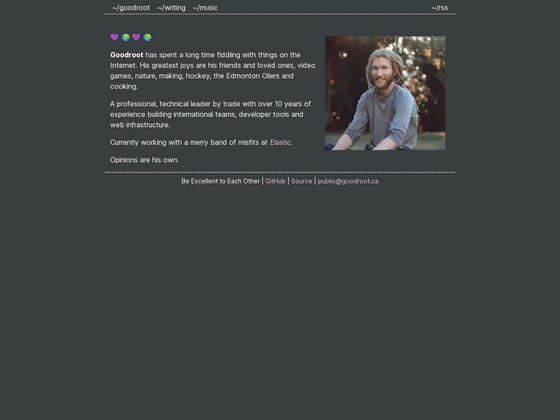 ~/goodroot ~/writing ~/music ~/rss
Goodroot has spent a long time fiddling with things on the
Internet. His greatest joys are his friends and loved ones, video
games, nature, making, hockey, the Edmonton Oilers and
cooking.
A professional, technical leader by trade with over 10 years of
experience building international teams, developer tools and
web infrastructure.
Currently working with a merry band of misfits at Elastic.
Opinions are his own.
Be Excellent to Each Other | GitHub | Source | public@goodroot.ca